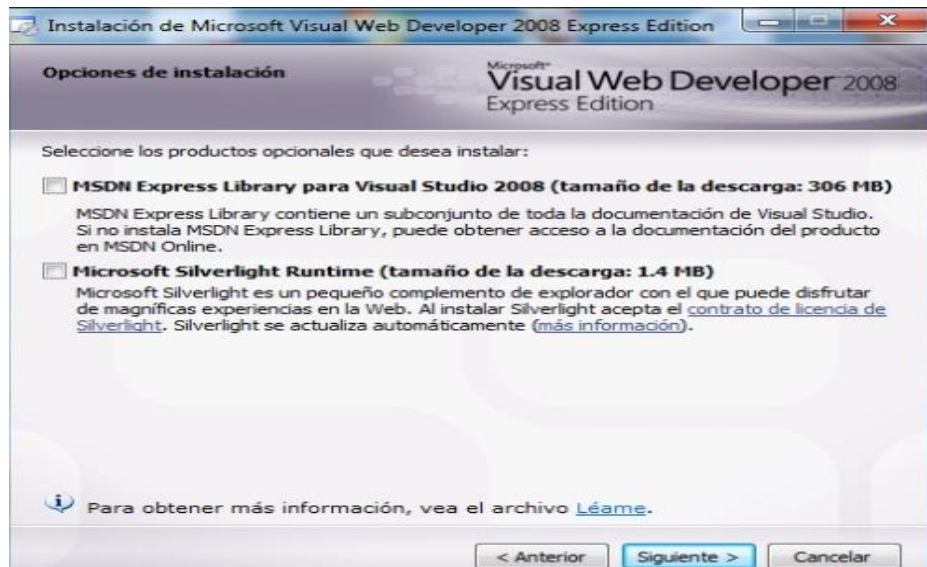 Instalación de Microsoft Visual Web Developer 2008 Express Edition
Opciones de instalación
Microsoft
Visual Web Developer 2008
Express Edition
Seleccione los productos opcionales que desea instalar:
MSDN Express Library para Visual Studio 2008 (tamaño de la descarga: 306 MB)
MSDN Express Library contiene un subconjunto de toda la documentación de Visual Studio.
Si no instala MSDN Express Library, puede obtener acceso a la documentación del producto
en MSDN Online.
Microsoft Silverlight Runtime (tamaño de la descarga: 1.4 MB)
Microsoft Silverlight es un pequeño complemento de explorador con el que puede disfrutar
de magníficas experiencias en la Web. Al instalar Silverlight acepta el contrato de licencia de
Silverlight. Silverlight se actualiza automáticamente (más información).
Para obtener más información, vea el archivo Léame.
< Anterior
Siguiente >
Cancelar